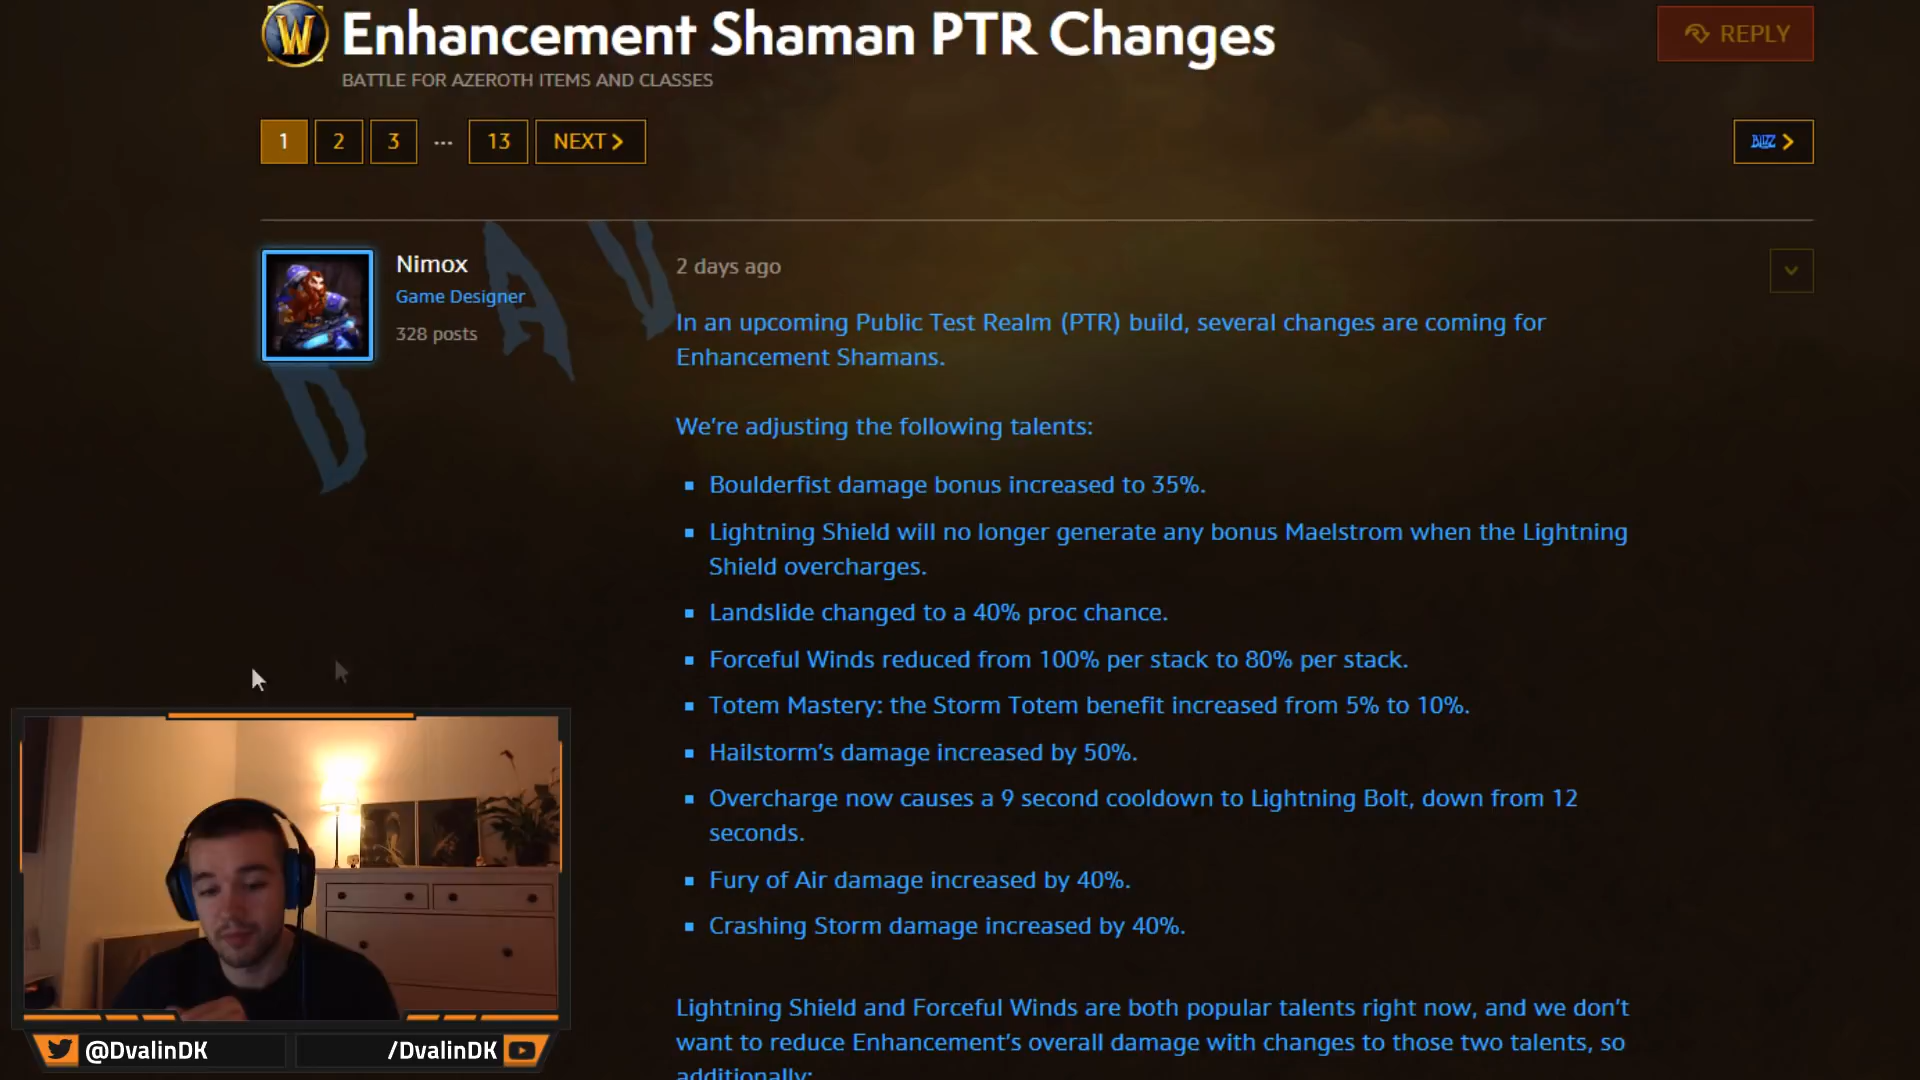 Enhancement Shaman PTR Changes
REPLY
BATTLE FOR AZEROTH ITEMS AND CLASSES
1 2 3 ... 13 NEXT
BLIZZ
Nimox
Game Designer
328 posts
D A V
2 days ago
In an upcoming Public Test Realm (PTR) build, several changes are coming for
Enhancement Shamans.
We're adjusting the following talents:
Boulderfist damage bonus increased to 35%.
Lightning Shield will no longer generate any bonus Maelstrom when the Lightning
Shield overcharges.
Landslide changed to a 40% proc chance.
Forceful Winds reduced from 100% per stack to 80% per stack.
Totem Mastery: the Storm Totem benefit increased from 5% to 10%.
Hailstorm's damage increased by 50%.
Overcharge now causes a 9 second cooldown to Lightning Bolt, down from 12
seconds.
Fury of Air damage increased by 40%.
Crashing Storm damage increased by 40%.
Lightning Shield and Forceful Winds are both popular talents right now, and we don't
want to reduce Enhancement's overall damage with changes to those two talents, so
additionally:
@DvalinDK
/DvalinDK